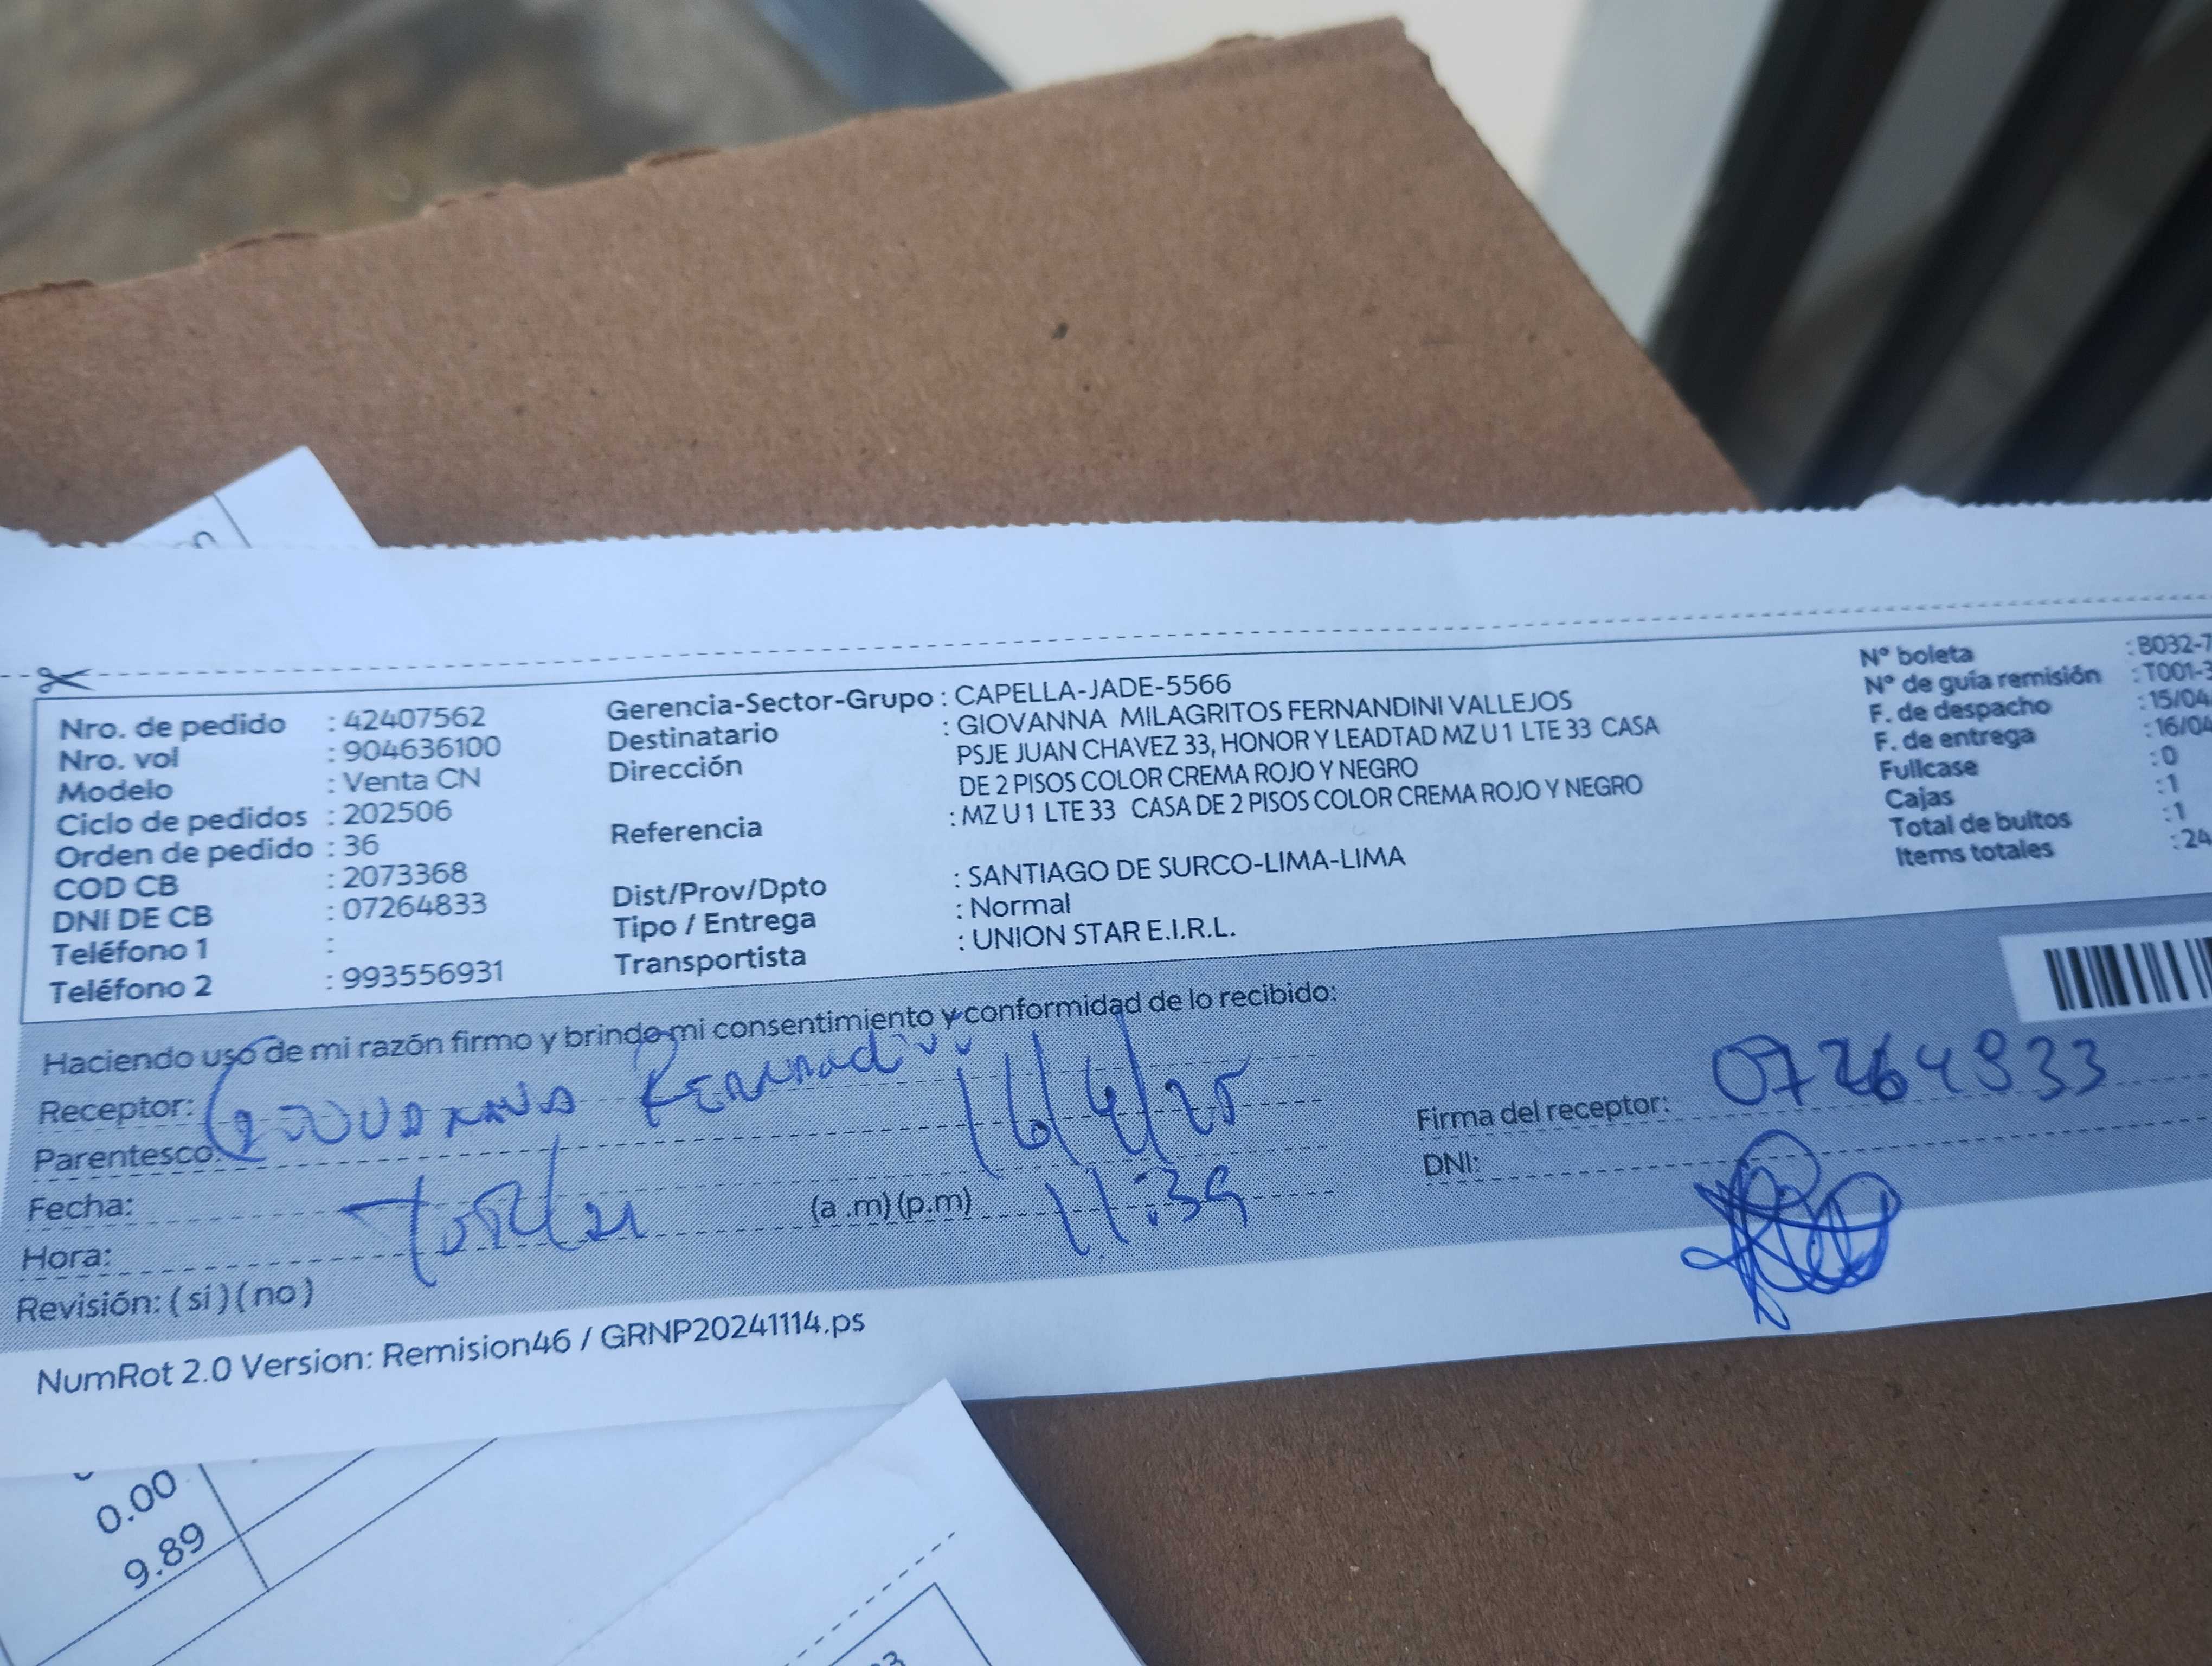 Nro. de pedido : 42407562
Nro. vol : 904636100
Modelo : Venta CN
Ciclo de pedidos : 202506
Orden de pedido : 36
COD CB : 2073368
DNI DE CB : 07264833
Teléfono 1 :
Teléfono 2 : 993556931
Gerencia-Sector-Grupo : CAPELLA-JADE-5566
Destinatario : GIOVANNA MILAGRITOS FERNANDINI VALLEJOS
Dirección PSJE JUAN CHAVEZ 33, HONOR Y LEADTAD MZ U 1 LTE 33 CASA
DE 2 PISOS COLOR CREMA ROJO Y NEGRO
Referencia : MZ U 1 LTE 33 CASA DE 2 PISOS COLOR CREMA ROJO Y NEGRO
Dist/Prov/Dpto : SANTIAGO DE SURCO-LIMA-LIMA
Tipo / Entrega : Normal
Transportista : UNION STAR E.I.R.L.
Nº boleta : B032-7
Nº de guía remisión : T001-3
F. de despacho : 15/04
F. de entrega : 16/04
Fullcase : 0
Cajas : 1
Total de bultos : 1
Items totales : 24
Haciendo uso de mi razón firmo y brindo mi consentimiento y conformidad de lo recibido:
Receptor:
Parentesco:
16/4/25
Fecha:
Hora: (a .m) (p.m) 11:39
Revisión: ( si ) ( no )
Firma del receptor: 07264833
DNI:
NumRot 2.0 Version: Remision46 / GRNP20241114.ps
0.00
9.89